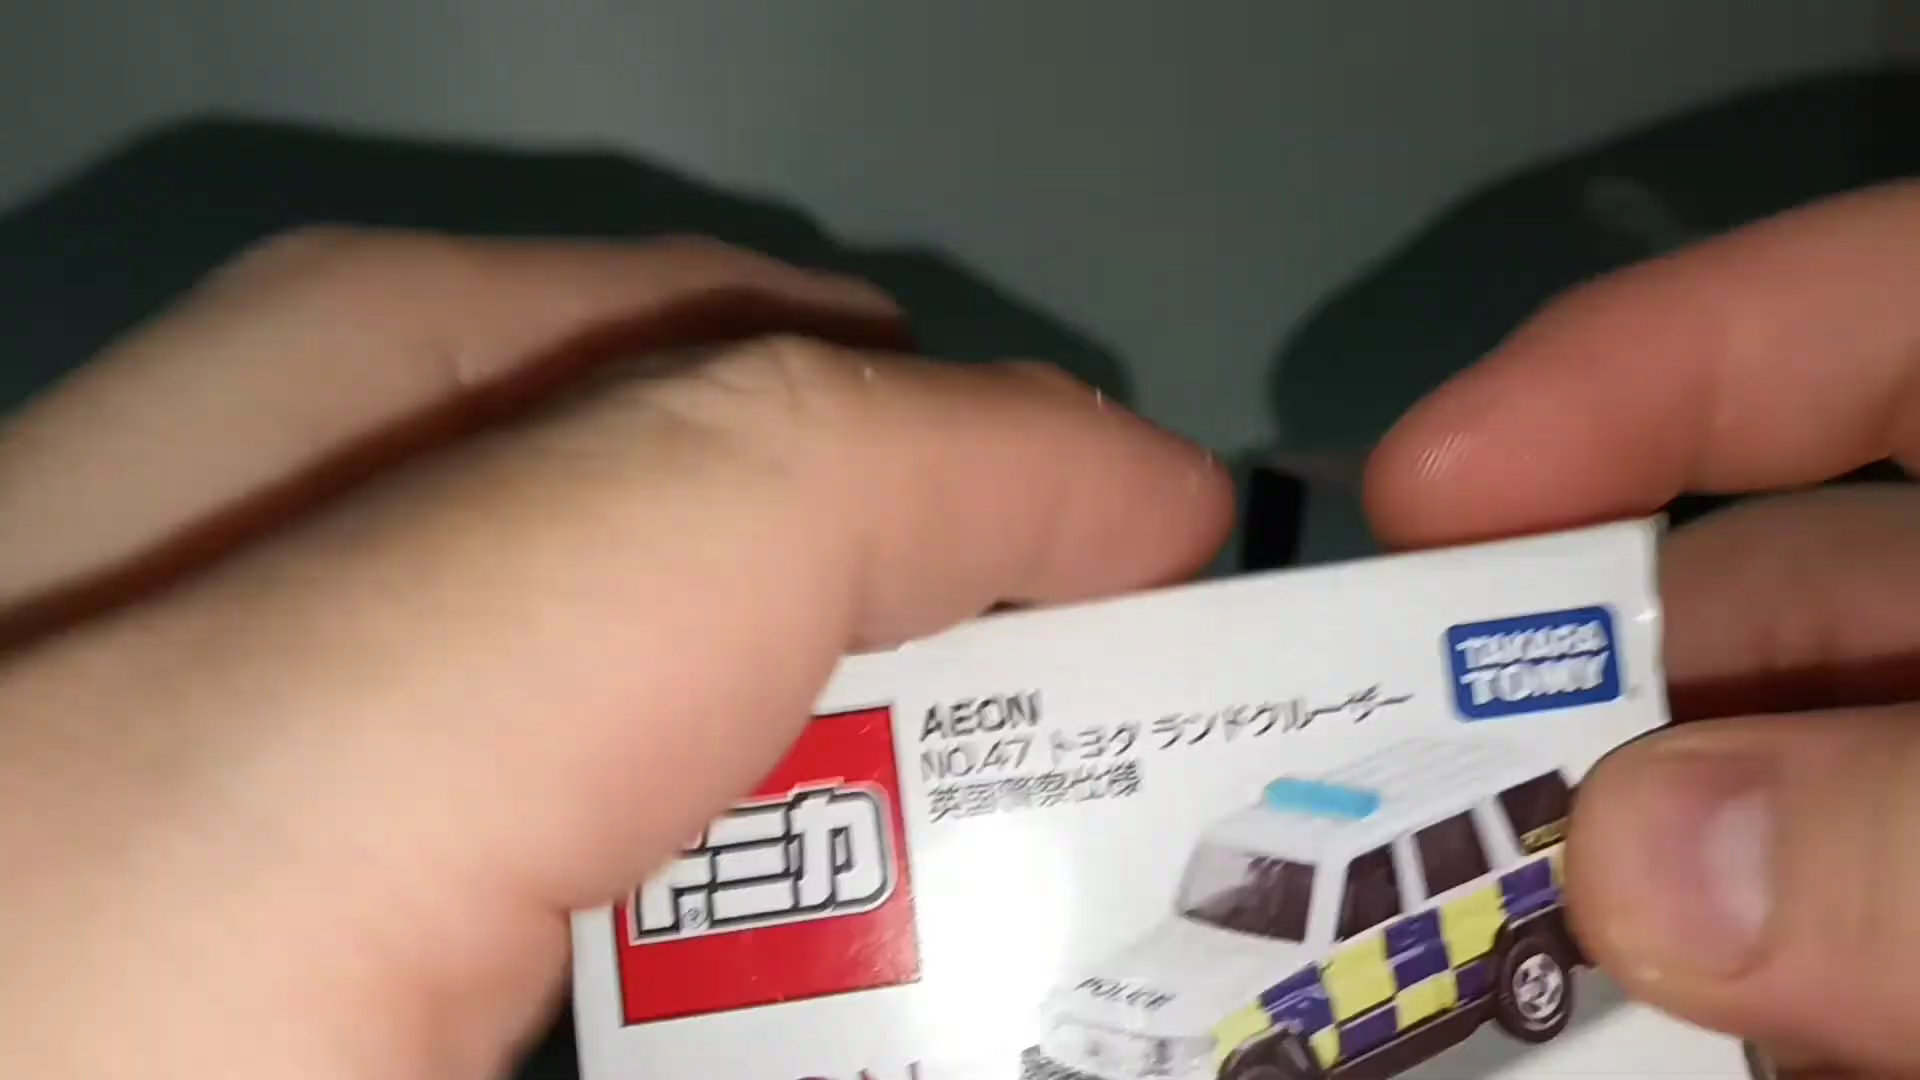 AEON
NO.47 トヨタ ランドクルーザー
英国警察仕様
TAKARA
TOMY
トミカ
POLICE